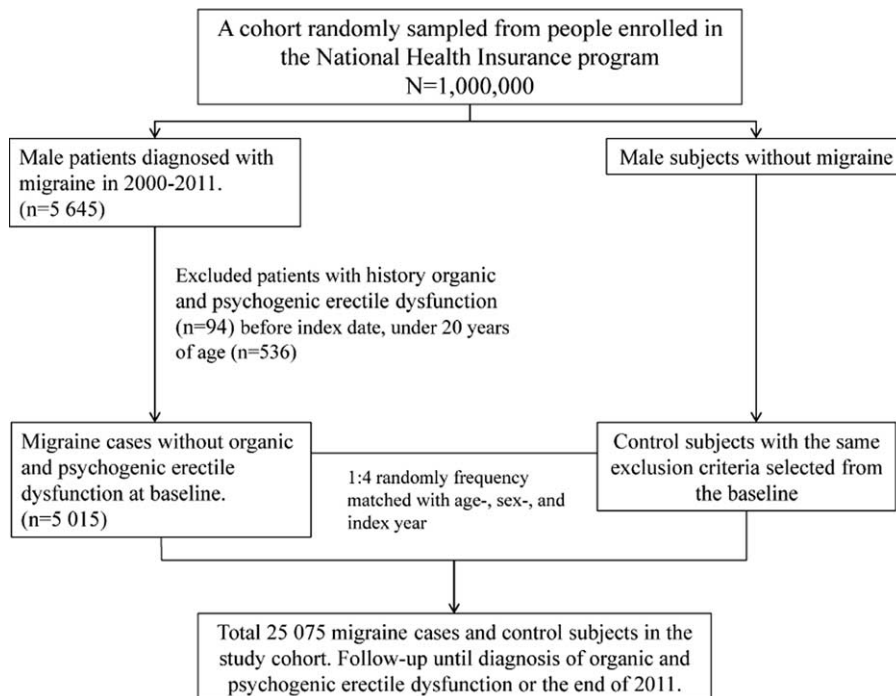 A cohort randomly sampled from people enrolled in
the National Health Insurance program
N=1,000,000
Male patients diagnosed with
migraine in 2000-2011.
(n=5 645)
Male subjects without migraine
Excluded patients with history organic
and psychogenic erectile dysfunction
(n=94) before index date, under 20 years
of age (n=536)
Migraine cases without organic
and psychogenic erectile
dysfunction at baseline.
(n=5 015)
1:4 randomly frequency
matched with age-, sex-, and
index year
Control subjects with the same
exclusion criteria selected from
the baseline
Total 25 075 migraine cases and control subjects in the
study cohort. Follow-up until diagnosis of organic and
psychogenic erectile dysfunction or the end of 2011.